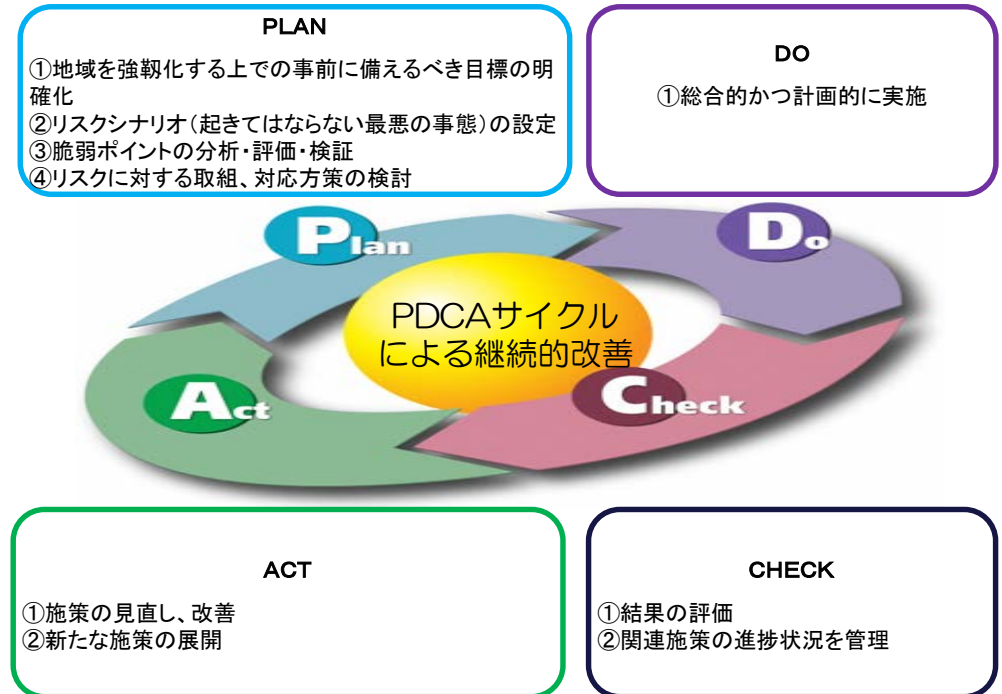 PLAN
①地域を強靱化する上での事前に備えるべき目標の明
確化
②リスクシナリオ（起きてはならない最悪の事態）の設定
③脆弱ポイントの分析・評価・検証
④リスクに対する取組、対応方策の検討
DO
①総合的かつ計画的に実施
Plan
Do
PDCAサイクル
による継続的改善
Act
Check
ACT
①施策の見直し、改善
②新たな施策の展開
CHECK
①結果の評価
②関連施策の進捗状況を管理